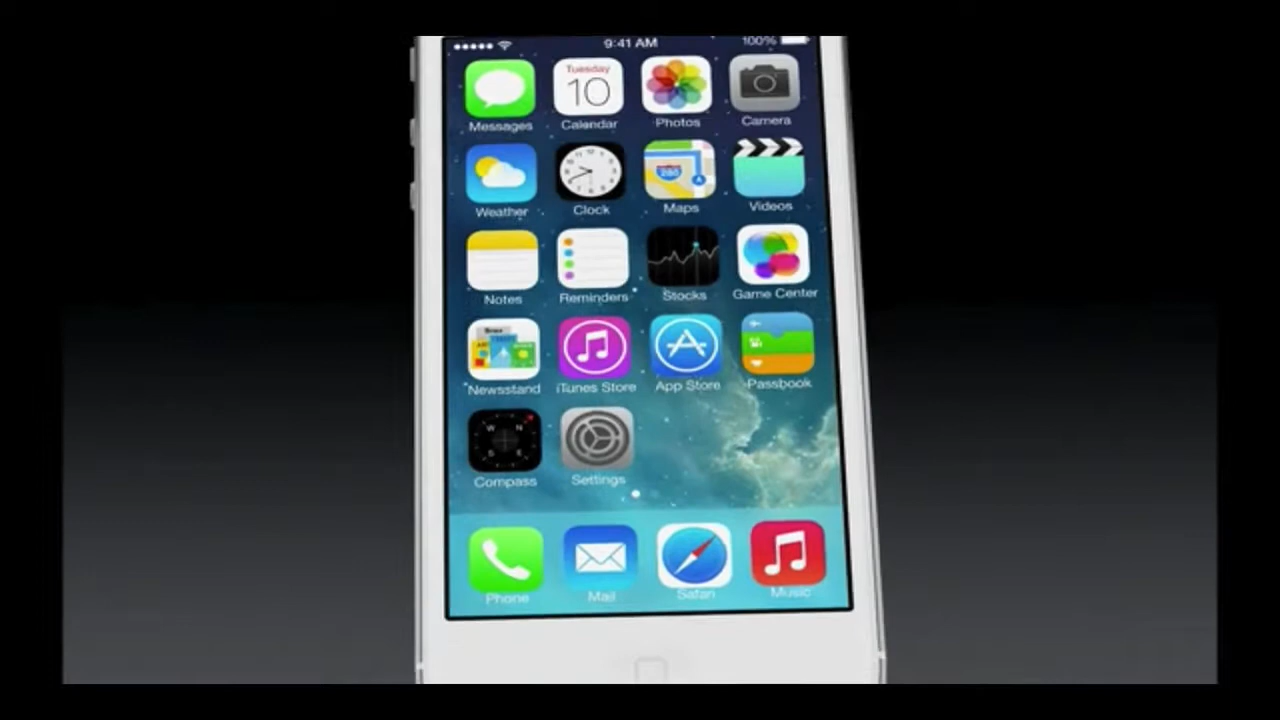 9:41 AM 100%
Tuesday
10
Messages Calendar Photos Camera
280
Weather Clock Maps Videos
Notes Reminders Stocks Game Center
Newsstand iTunes Store App Store Passbook
W N
S E
Compass Settings
Phone Mail Safari Music